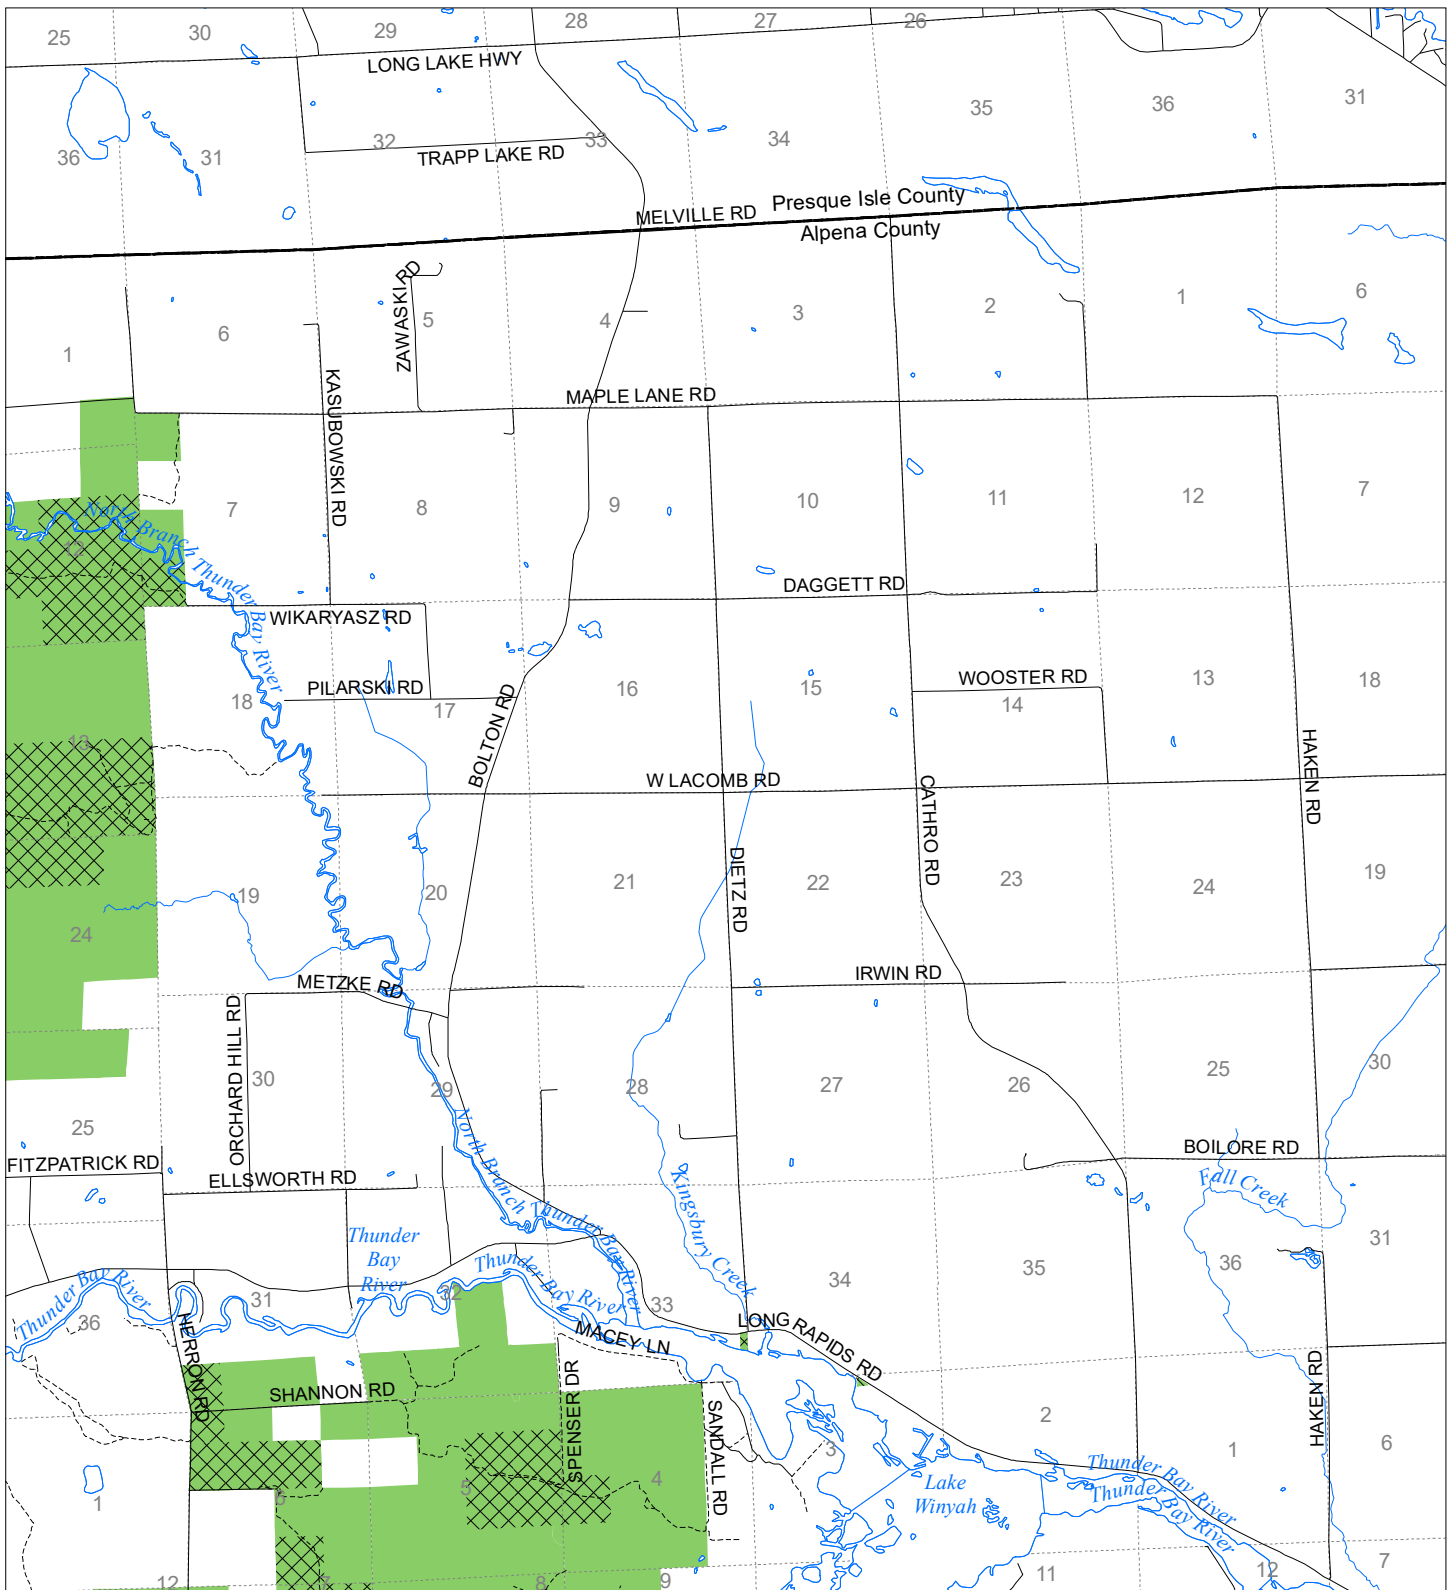 25
30
29
28
27
26
LONG LAKE HWY
36
31
32
TRAPP LAKE RD
33
34
35
36
31
MELVILLE RD
Presque Isle County
Alpena County
1
6
ZAWASKI RD
5
4
3
2
1
6
KASUBOWSKI RD
MAPLE LANE RD
12
7
8
9
10
11
12
7
North Branch Thunder Bay River
WIKARYASZ RD
DAGGETT RD
PILARSKI RD
WOOSTER RD
13
18
17
BOLTON RD
16
15
14
13
18
W LACOMB RD
HAKEN RD
CATHRO RD
DIETZ RD
24
19
20
21
22
23
24
19
METZKE RD
IRWIN RD
ORCHARD HILL RD
25
30
29
28
27
26
25
30
FITZPATRICK RD
ELLSWORTH RD
BOILORE RD
North Branch Thunder Bay River
Kingsbury Creek
Fall Creek
Thunder
Bay
River
Thunder Bay River
Thunder Bay River
36
31
32
33
34
35
36
31
HERRON RD
MACEY LN
LONG RAPIDS RD
SHANNON RD
SPENSER DR
SANDALL RD
HAKEN RD
1
6
5
4
3
2
1
6
Lake
Winyah
Thunder Bay River
Thunder Bay River
12
7
8
9
11
12
7